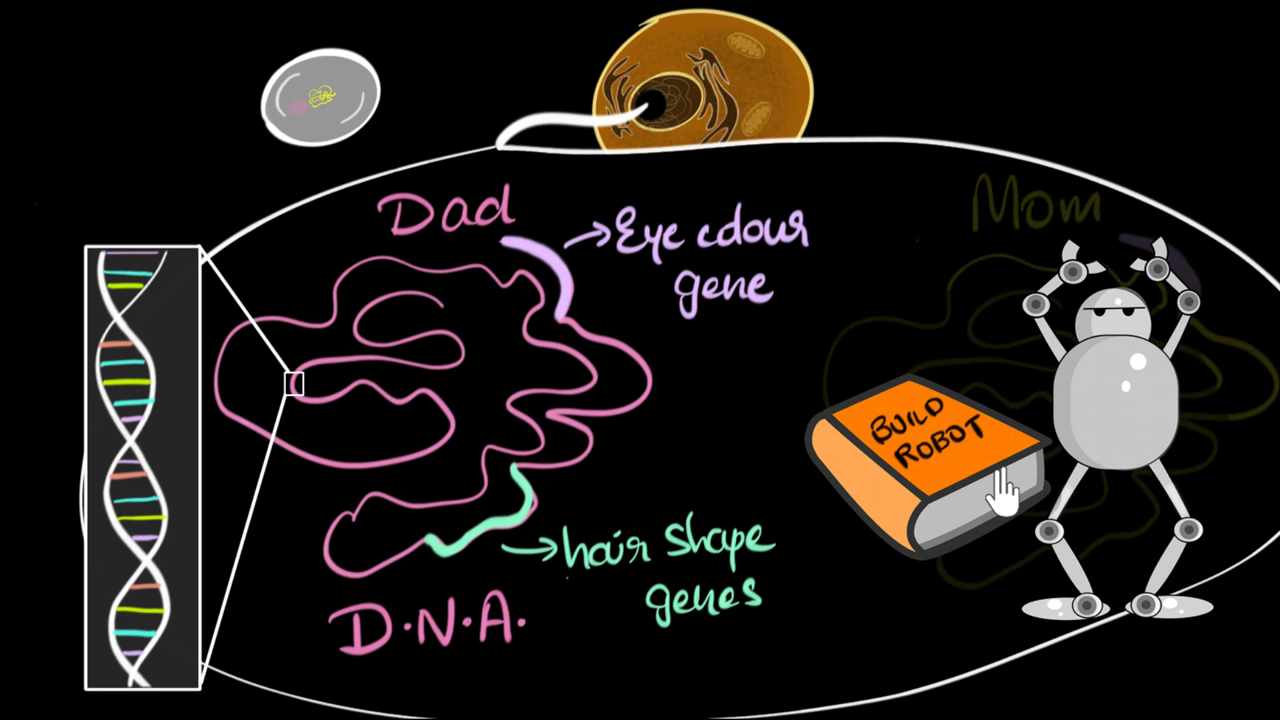 Dad
Mom
→Eye colour
gene
BUILD
ROBOT
→hair shape
genes
D.N.A.